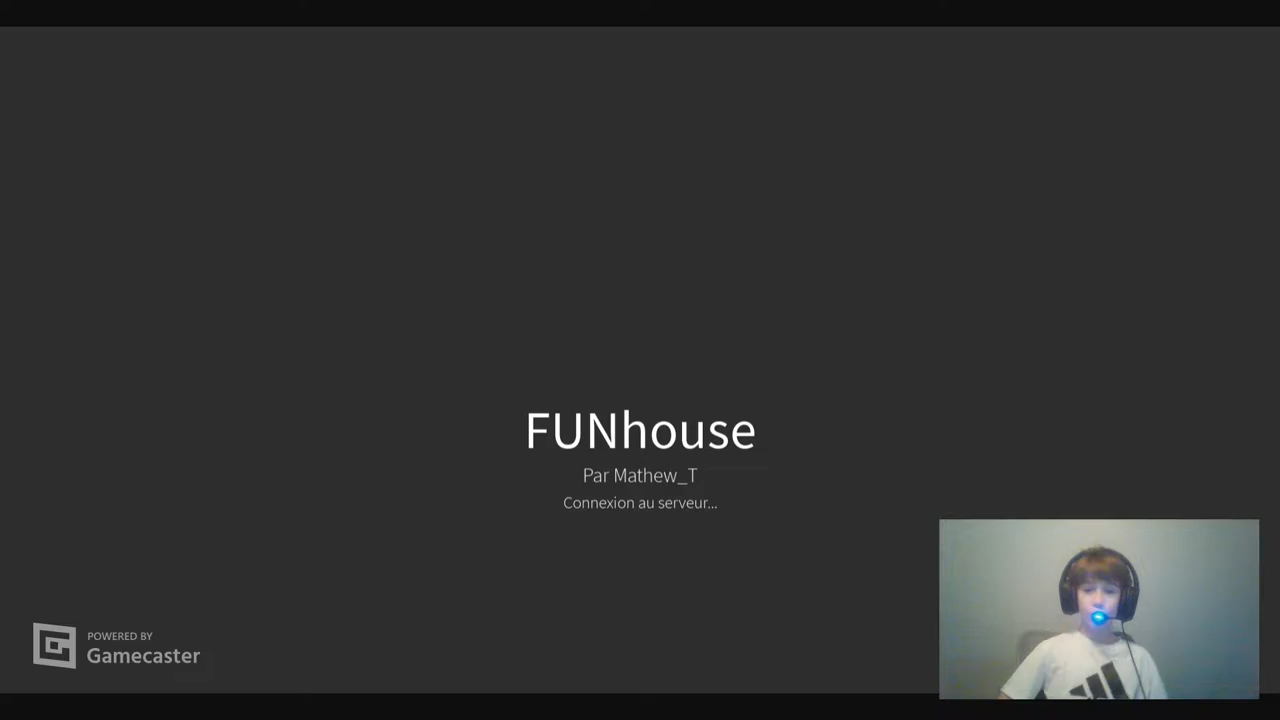 FUNhouse
Par Mathew_T
Connexion au serveur...
POWERED BY
Gamecaster